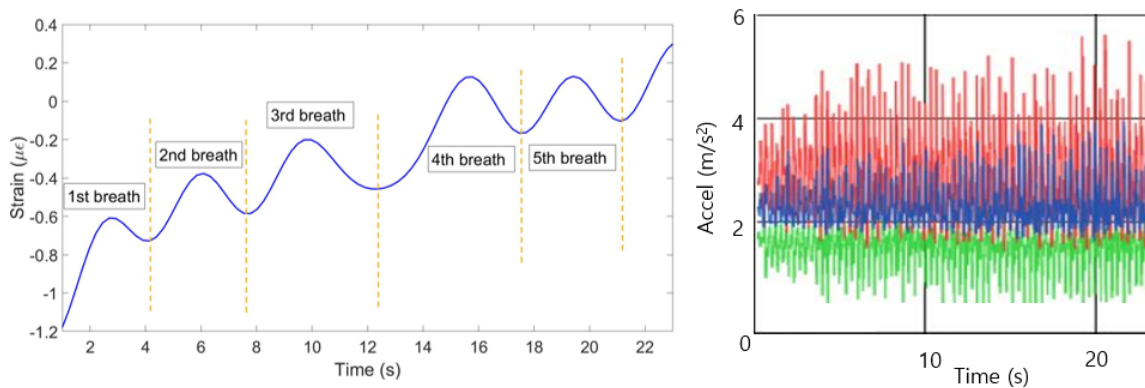 0.4
0.2
0
-0.2
-0.4
-0.6
-0.8
-1
-1.2
Strain (µϵ)
1st breath
2nd breath
3rd breath
4th breath
5th breath
2 4 6 8 10 12 14 16 18 20 22
Time (s)
6
4
2
0
Accel (m/s²)
10 20
Time (s)